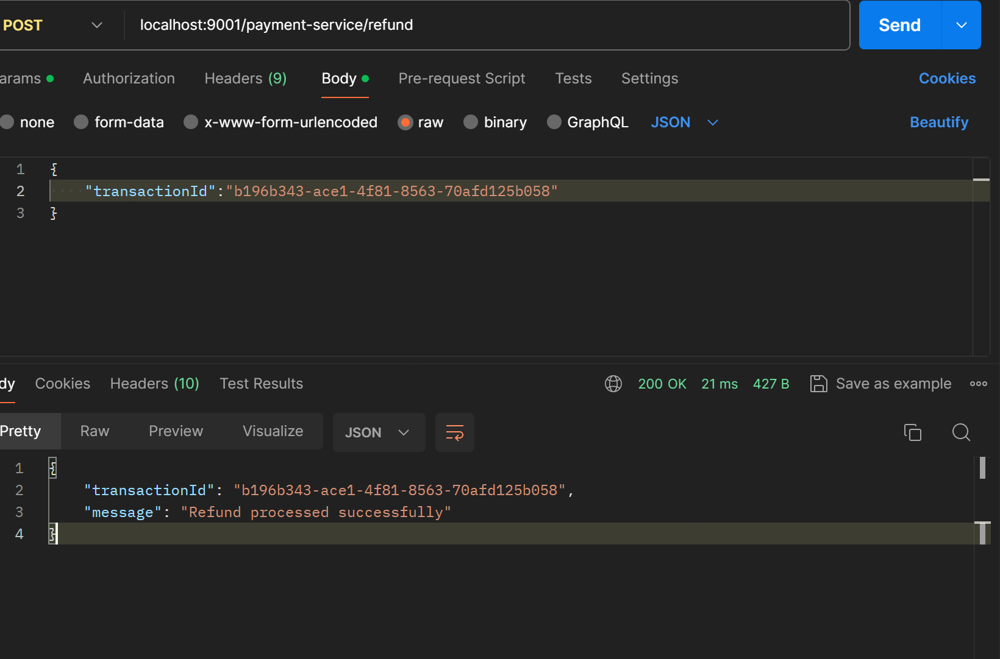 POST localhost:9001/payment-service/refund Send
arams Authorization Headers (9) Body Pre-request Script Tests Settings Cookies
none form-data x-www-form-urlencoded raw binary GraphQL JSON Beautify
1 {
2 "transactionId":"b196b343-ace1-4f81-8563-70afd125b058"
3 }
dy Cookies Headers (10) Test Results 200 OK 21 ms 427 B Save as example
Pretty Raw Preview Visualize JSON
1 {
2 "transactionId": "b196b343-ace1-4f81-8563-70afd125b058",
3 "message": "Refund processed successfully"
4 }